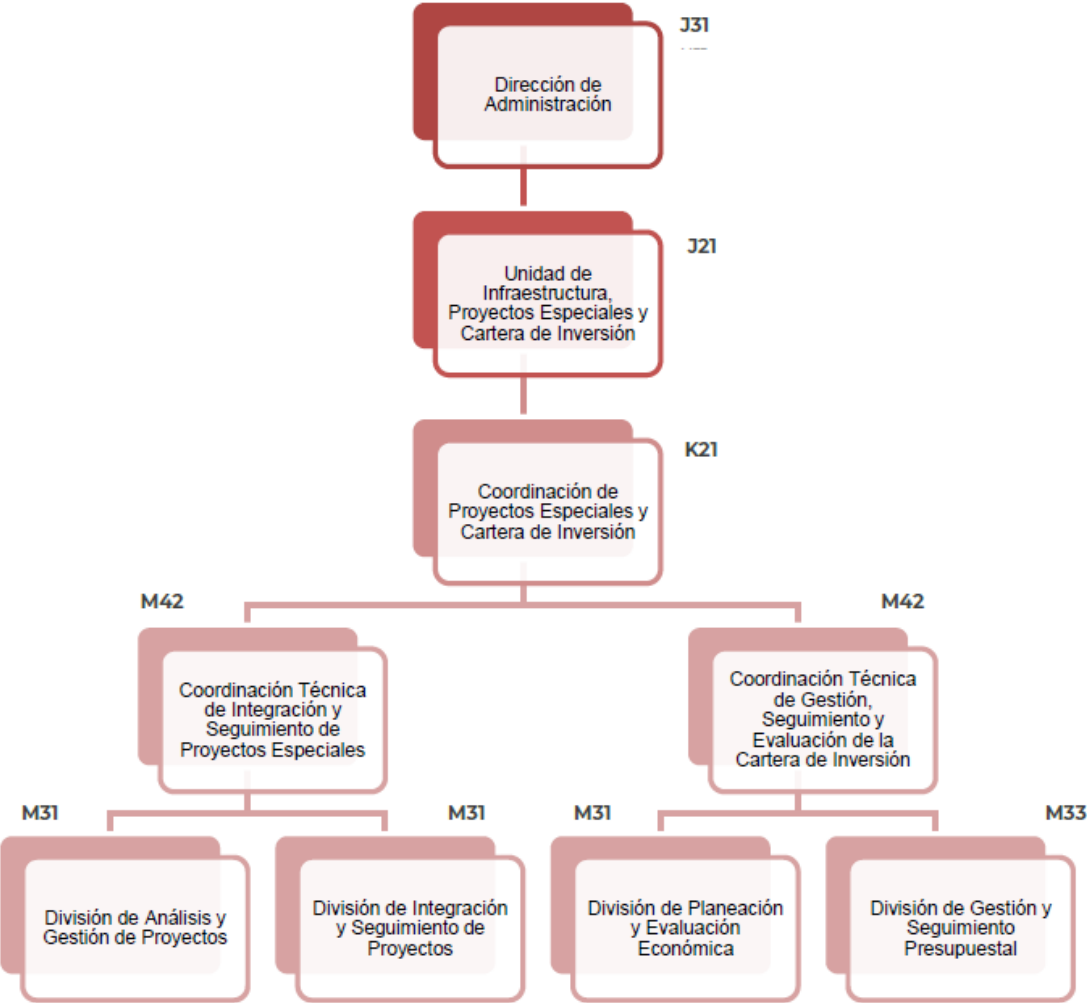 J31
Dirección de
Administración
J21
Unidad de
Infraestructura,
Proyectos Especiales y
Cartera de Inversión
K21
Coordinación de
Proyectos Especiales y
Cartera de Inversión
M42
Coordinación Técnica
de Integración y
Seguimiento de
Proyectos Especiales
M42
Coordinación Técnica
de Gestión,
Seguimiento y
Evaluación de la
Cartera de Inversión
M31
División de Análisis y
Gestión de Proyectos
M31
División de Integración
y Seguimiento de
Proyectos
M31
División de Planeación
y Evaluación
Económica
M33
División de Gestión y
Seguimiento
Presupuestal